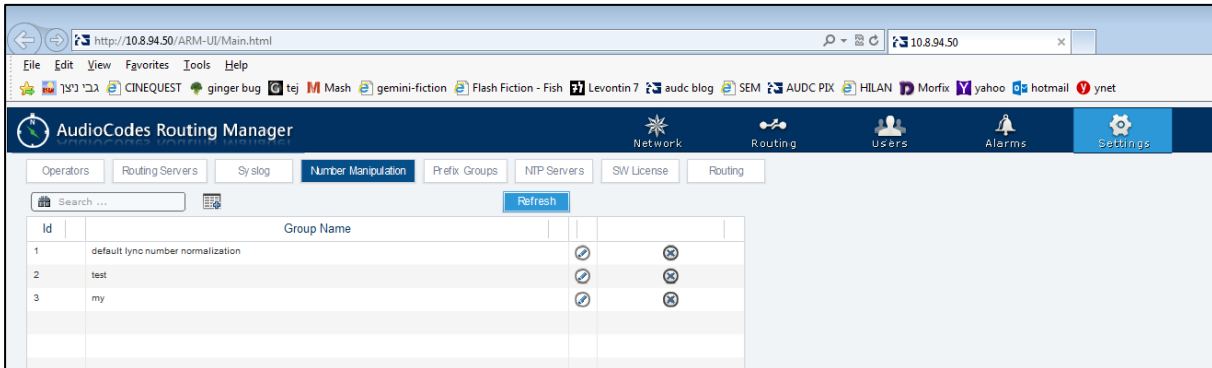 http://10.8.94.50/ARM-UI/Main.html 10.8.94.50
File Edit View Favorites Tools Help
גבי ניצר CINEQUEST ginger bug tej Mash gemini-fiction Flash Fiction - Fish Levontin 7 audc blog SEM AUDC PIX HILAN Morfix yahoo hotmail ynet
AudioCodes Routing Manager Network Routing Users Alarms Settings
Operators Routing Servers Syslog Number Manipulation Prefix Groups NTP Servers SW License Routing
Search ... Refresh
Id Group Name
1 default lync number normalization
2 test
3 my